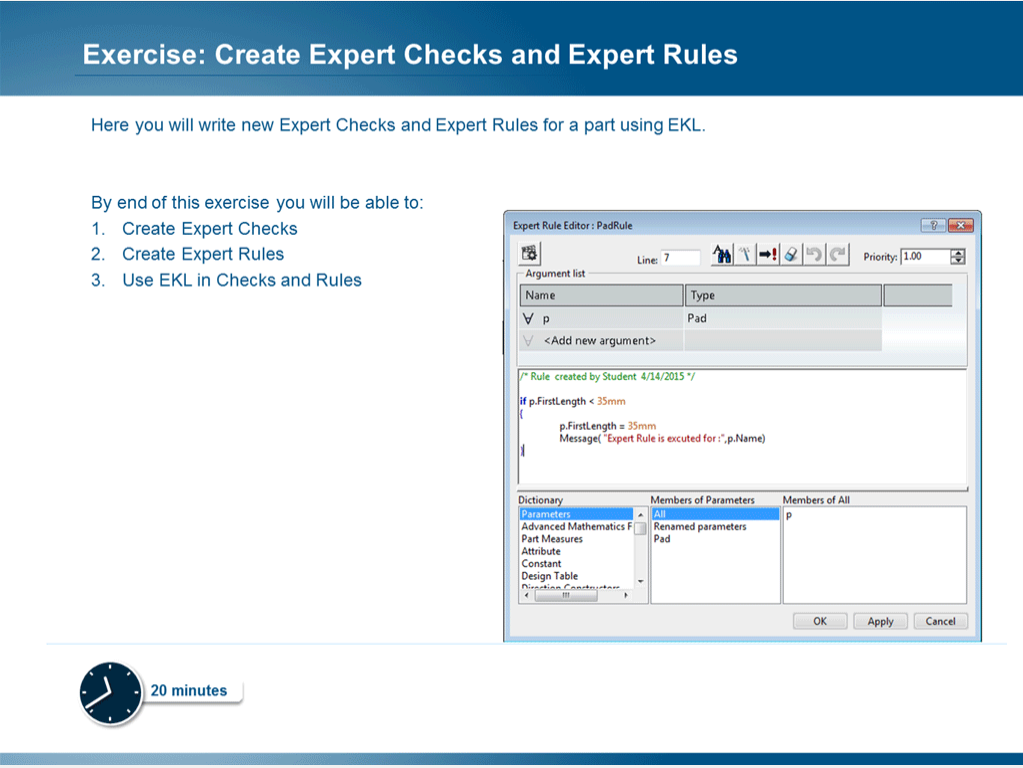 Exercise: Create Expert Checks and Expert Rules
Here you will write new Expert Checks and Expert Rules for a part using EKL.
By end of this exercise you will be able to:
1. Create Expert Checks
2. Create Expert Rules
3. Use EKL in Checks and Rules
Expert Rule Editor : PadRule
Line: 7
Priority: 1.00
Argument list
Name Type
∀ p Pad
∀ <Add new argument>
/* Rule created by Student 4/14/2015 */
if p.FirstLength < 35mm
{
p.FirstLength = 35mm
Message( "Expert Rule is excuted for :",p.Name)
}
Dictionary Members of Parameters Members of All
Parameters All p
Advanced Mathematics F Renamed parameters
Part Measures Pad
Attribute
Constant
Design Table
Direction Constructors
OK Apply Cancel
20 minutes